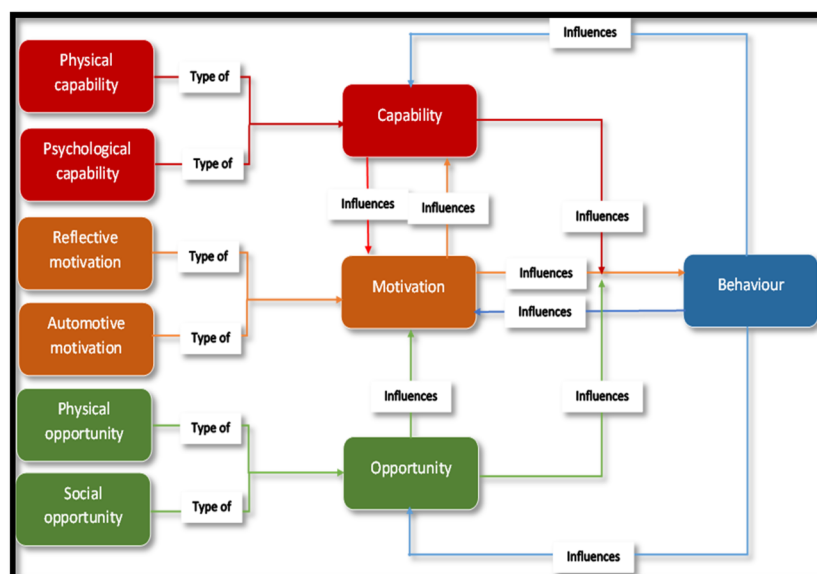 Influences
Physical
capability
Type of
Capability
Psychological
capability
Type of
Influences
Influences
Influences
Reflective
motivation
Type of
Motivation
Influences
Behaviour
Influences
Automotive
motivation
Type of
Physical
opportunity
Type of
Influences
Influences
Opportunity
Social
opportunity
Type of
Influences